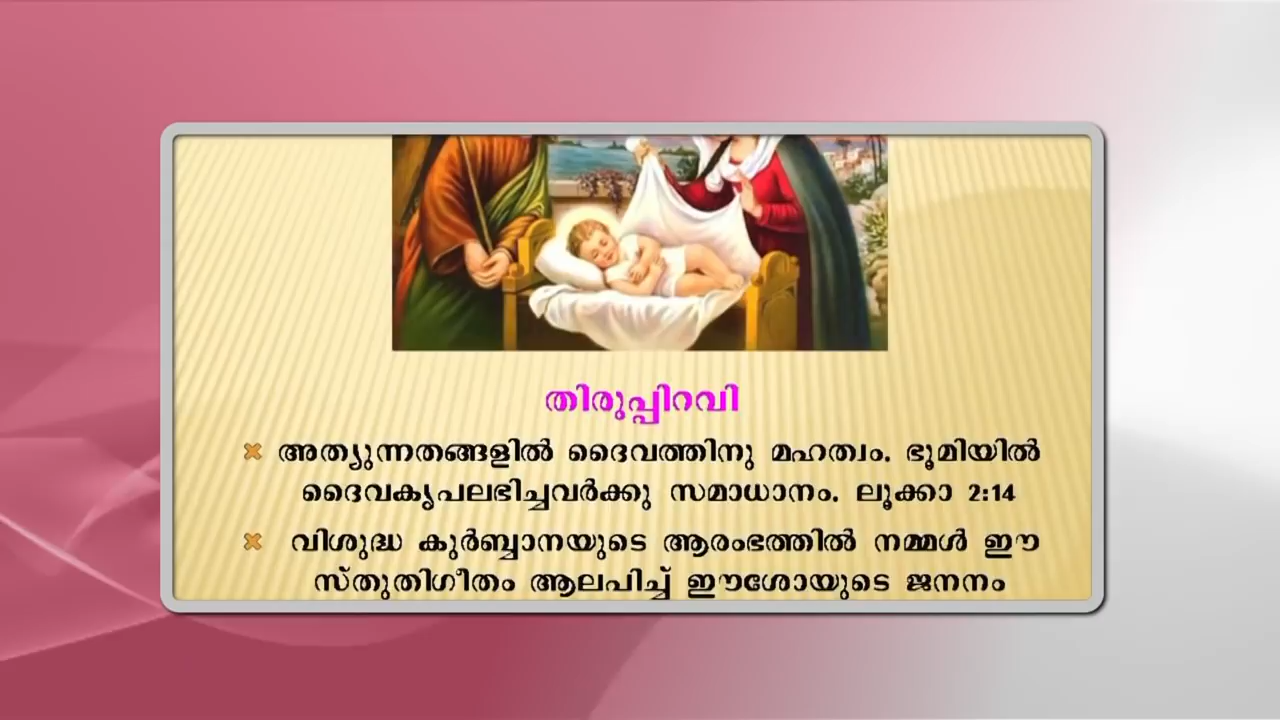 തിരുപ്പിറവി
അത്യുന്നതങ്ങളിൽ ദൈവത്തിനു മഹത്വം. ഭൂമിയിൽ
ദൈവകൃപലഭിച്ചവർക്കു സമാധാനം. ലൂക്കാ 2:14
വിശുദ്ധ കുർബ്ബാനയുടെ ആരംഭത്തിൽ നമ്മൾ ഈ
സ്തുതിഗീതം ആലപിച്ച് ഈശോയുടെ ജനനം